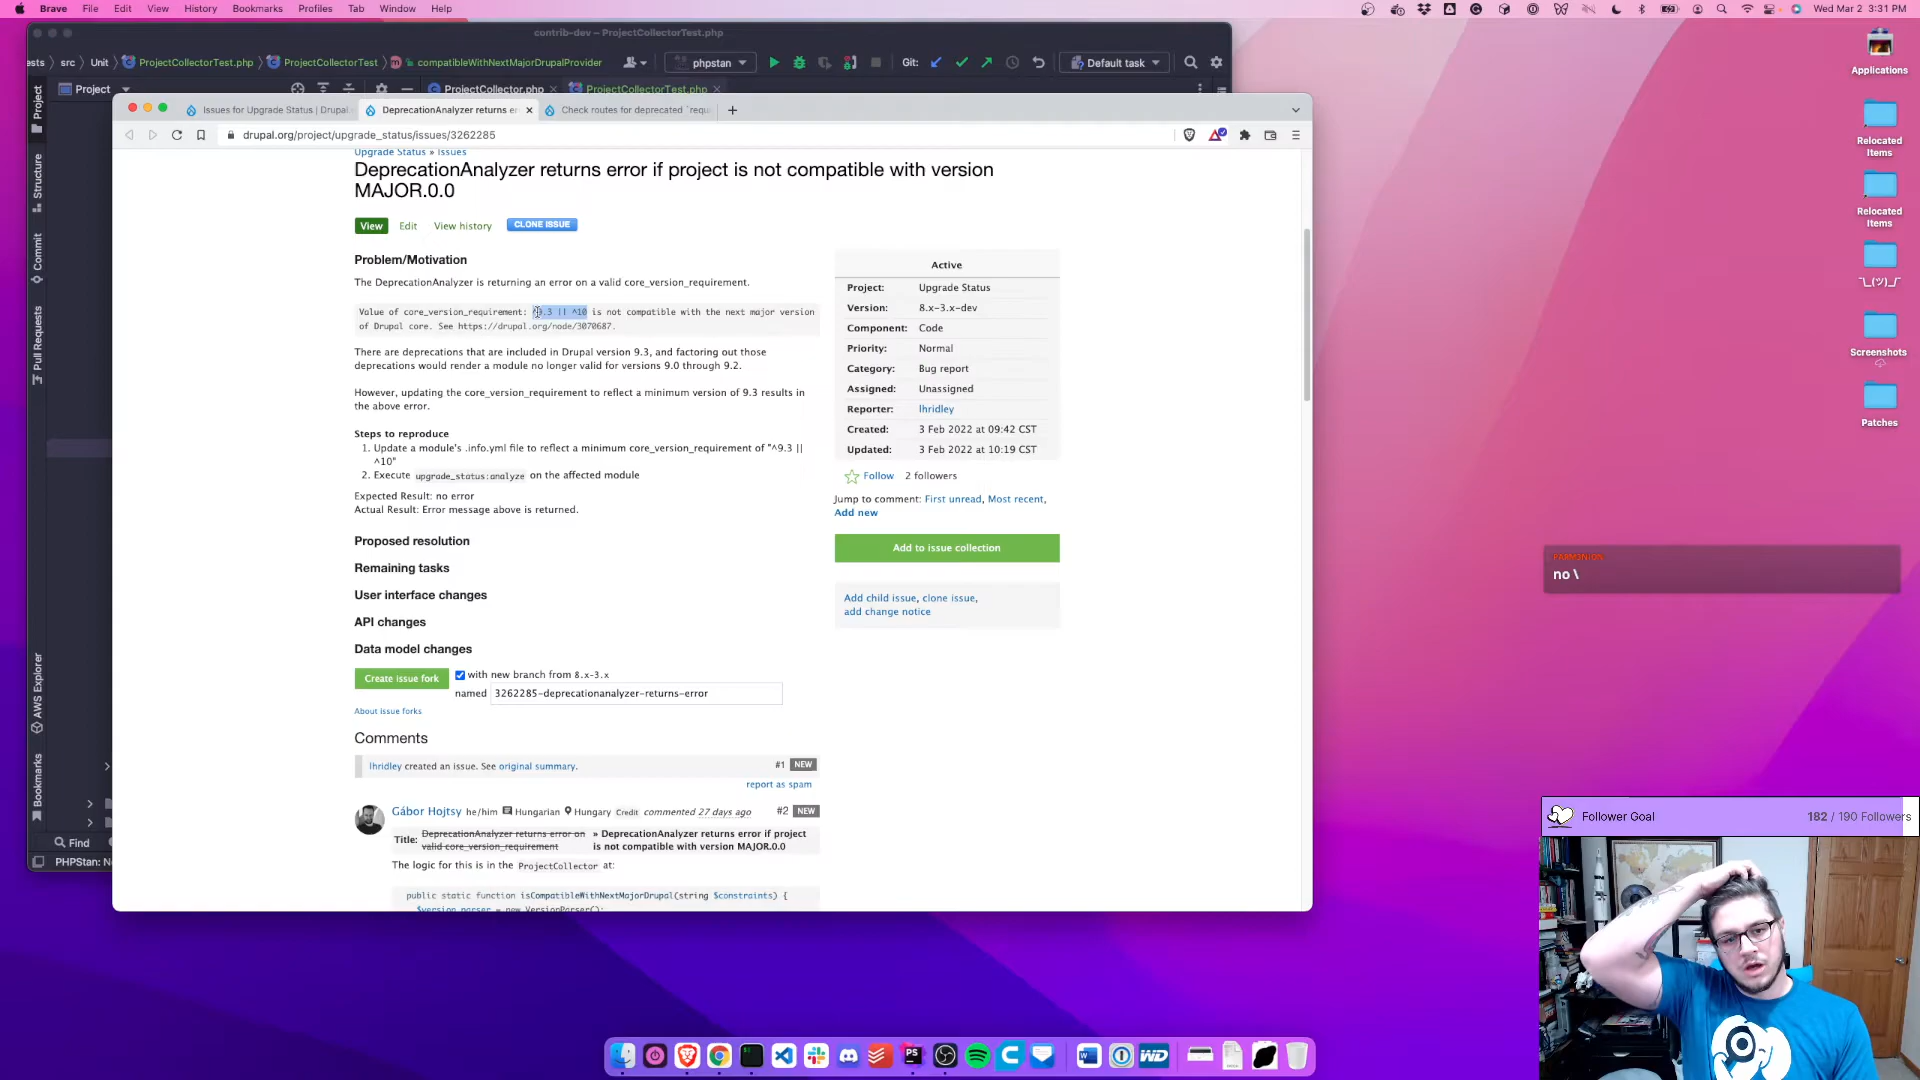 Brave File Edit View History Bookmarks Profiles Tab Window Help
Wed Mar 2 3:31 PM
contrib-dev – ProjectCollectorTest.php
ests src Unit ProjectCollectorTest.php ProjectCollectorTest compatibleWithNextMajorDrupalProvider phpstan Git: Default task
Project ProjectCollector.php ProjectCollectorTest.php
Issues for Upgrade Status | Drupal. DeprecationAnalyzer returns er Check routes for deprecated `requ
drupal.org/project/upgrade_status/issues/3262285
Upgrade Status » Issues
DeprecationAnalyzer returns error if project is not compatible with version
MAJOR.0.0
View Edit View history CLONE ISSUE
Problem/Motivation
The DeprecationAnalyzer is returning an error on a valid core_version_requirement.
Value of core_version_requirement: ^9.3 || ^10 is not compatible with the next major version
of Drupal core. See https://drupal.org/node/3070687.
There are deprecations that are included in Drupal version 9.3, and factoring out those
deprecations would render a module no longer valid for versions 9.0 through 9.2.
However, updating the core_version_requirement to reflect a minimum version of 9.3 results in
the above error.
Steps to reproduce
1. Update a module's .info.yml file to reflect a minimum core_version_requirement of "^9.3 ||
^10"
2. Execute upgrade_status:analyze on the affected module
Expected Result: no error
Actual Result: Error message above is returned.
Proposed resolution
Remaining tasks
User interface changes
API changes
Data model changes
Create issue fork with new branch from 8.x-3.x
named 3262285-deprecationanalyzer-returns-error
About issue forks
Comments
lhridley created an issue. See original summary. #1 NEW
report as spam
Gábor Hojtsy he/him Hungarian Hungary Credit commented 27 days ago #2 NEW
Title: DeprecationAnalyzer returns error on
valid core_version_requirement
» DeprecationAnalyzer returns error if project
is not compatible with version MAJOR.0.0
The logic for this is in the ProjectCollector at:
public static function isCompatibleWithNextMajorDrupal(string $constraints) {
$version_parser = new VersionParser();
Active
Project: Upgrade Status
Version: 8.x-3.x-dev
Component: Code
Priority: Normal
Category: Bug report
Assigned: Unassigned
Reporter: lhridley
Created: 3 Feb 2022 at 09:42 CST
Updated: 3 Feb 2022 at 10:19 CST
Follow 2 followers
Jump to comment: First unread, Most recent,
Add new
Add to issue collection
Add child issue, clone issue,
add change notice
Project
Structure
Commit
Pull Requests
AWS Explorer
Bookmarks
Find
PHPStan: No
Applications
Relocated
Items
Relocated
Items
¯\_(ツ)_/¯
Screenshots
Patches
PARM3NION
no \
Follower Goal 182 / 190 Followers
PS
W
WD